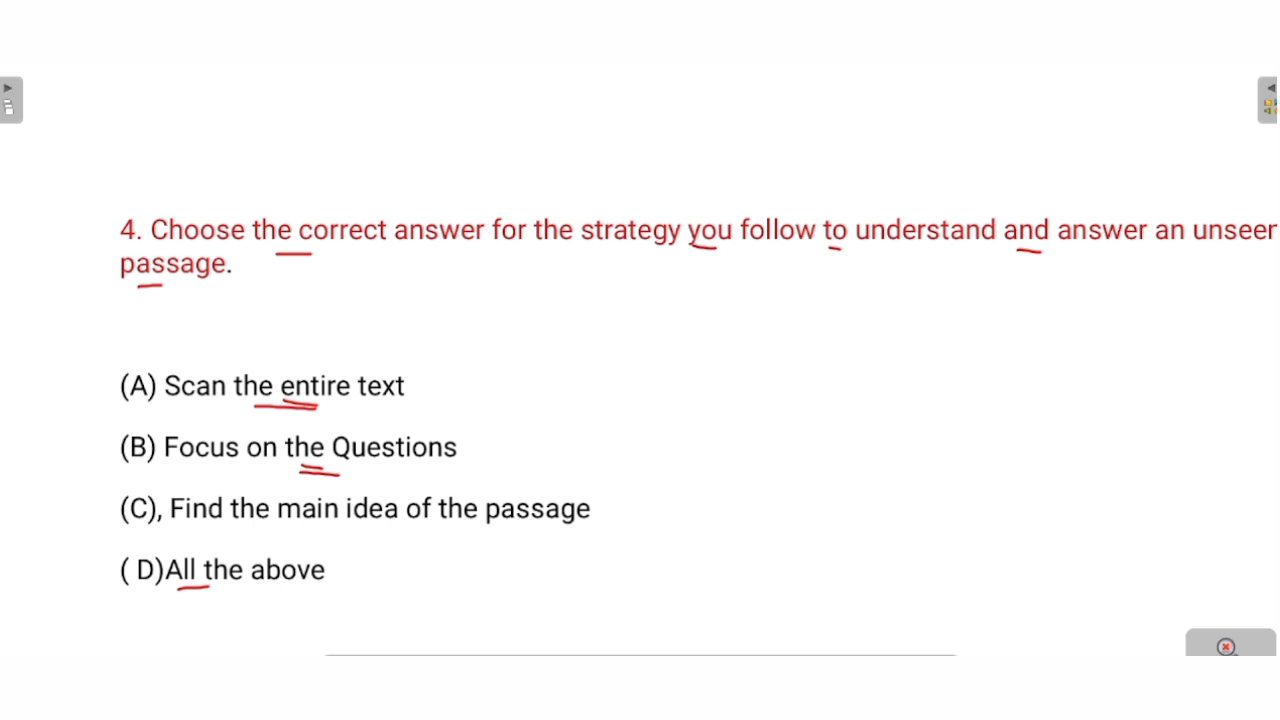 4. Choose the correct answer for the strategy you follow to understand and answer an unseen
passage.
(A) Scan the entire text
(B) Focus on the Questions
(C), Find the main idea of the passage
( D)All the above